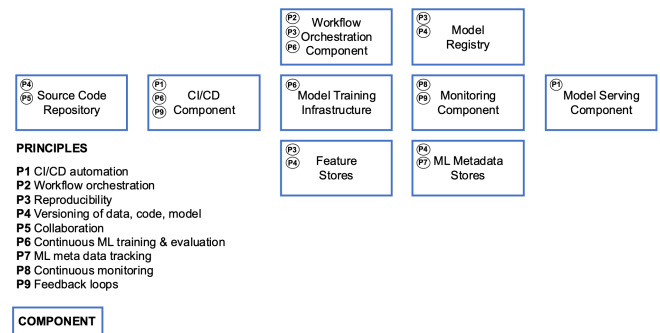 P2
P3
P6
Workflow
Orchestration
Component
P3
P4
Model
Registry
P4
P5
Source Code
Repository
P1
P6
P9
CI/CD
Component
P6
Model Training
Infrastructure
P8
P9
Monitoring
Component
P1
Model Serving
Component
P3
P4
Feature
Stores
P4
P7
ML Metadata
Stores
PRINCIPLES
P1 CI/CD automation
P2 Workflow orchestration
P3 Reproducibility
P4 Versioning of data, code, model
P5 Collaboration
P6 Continuous ML training & evaluation
P7 ML meta data tracking
P8 Continuous monitoring
P9 Feedback loops
COMPONENT